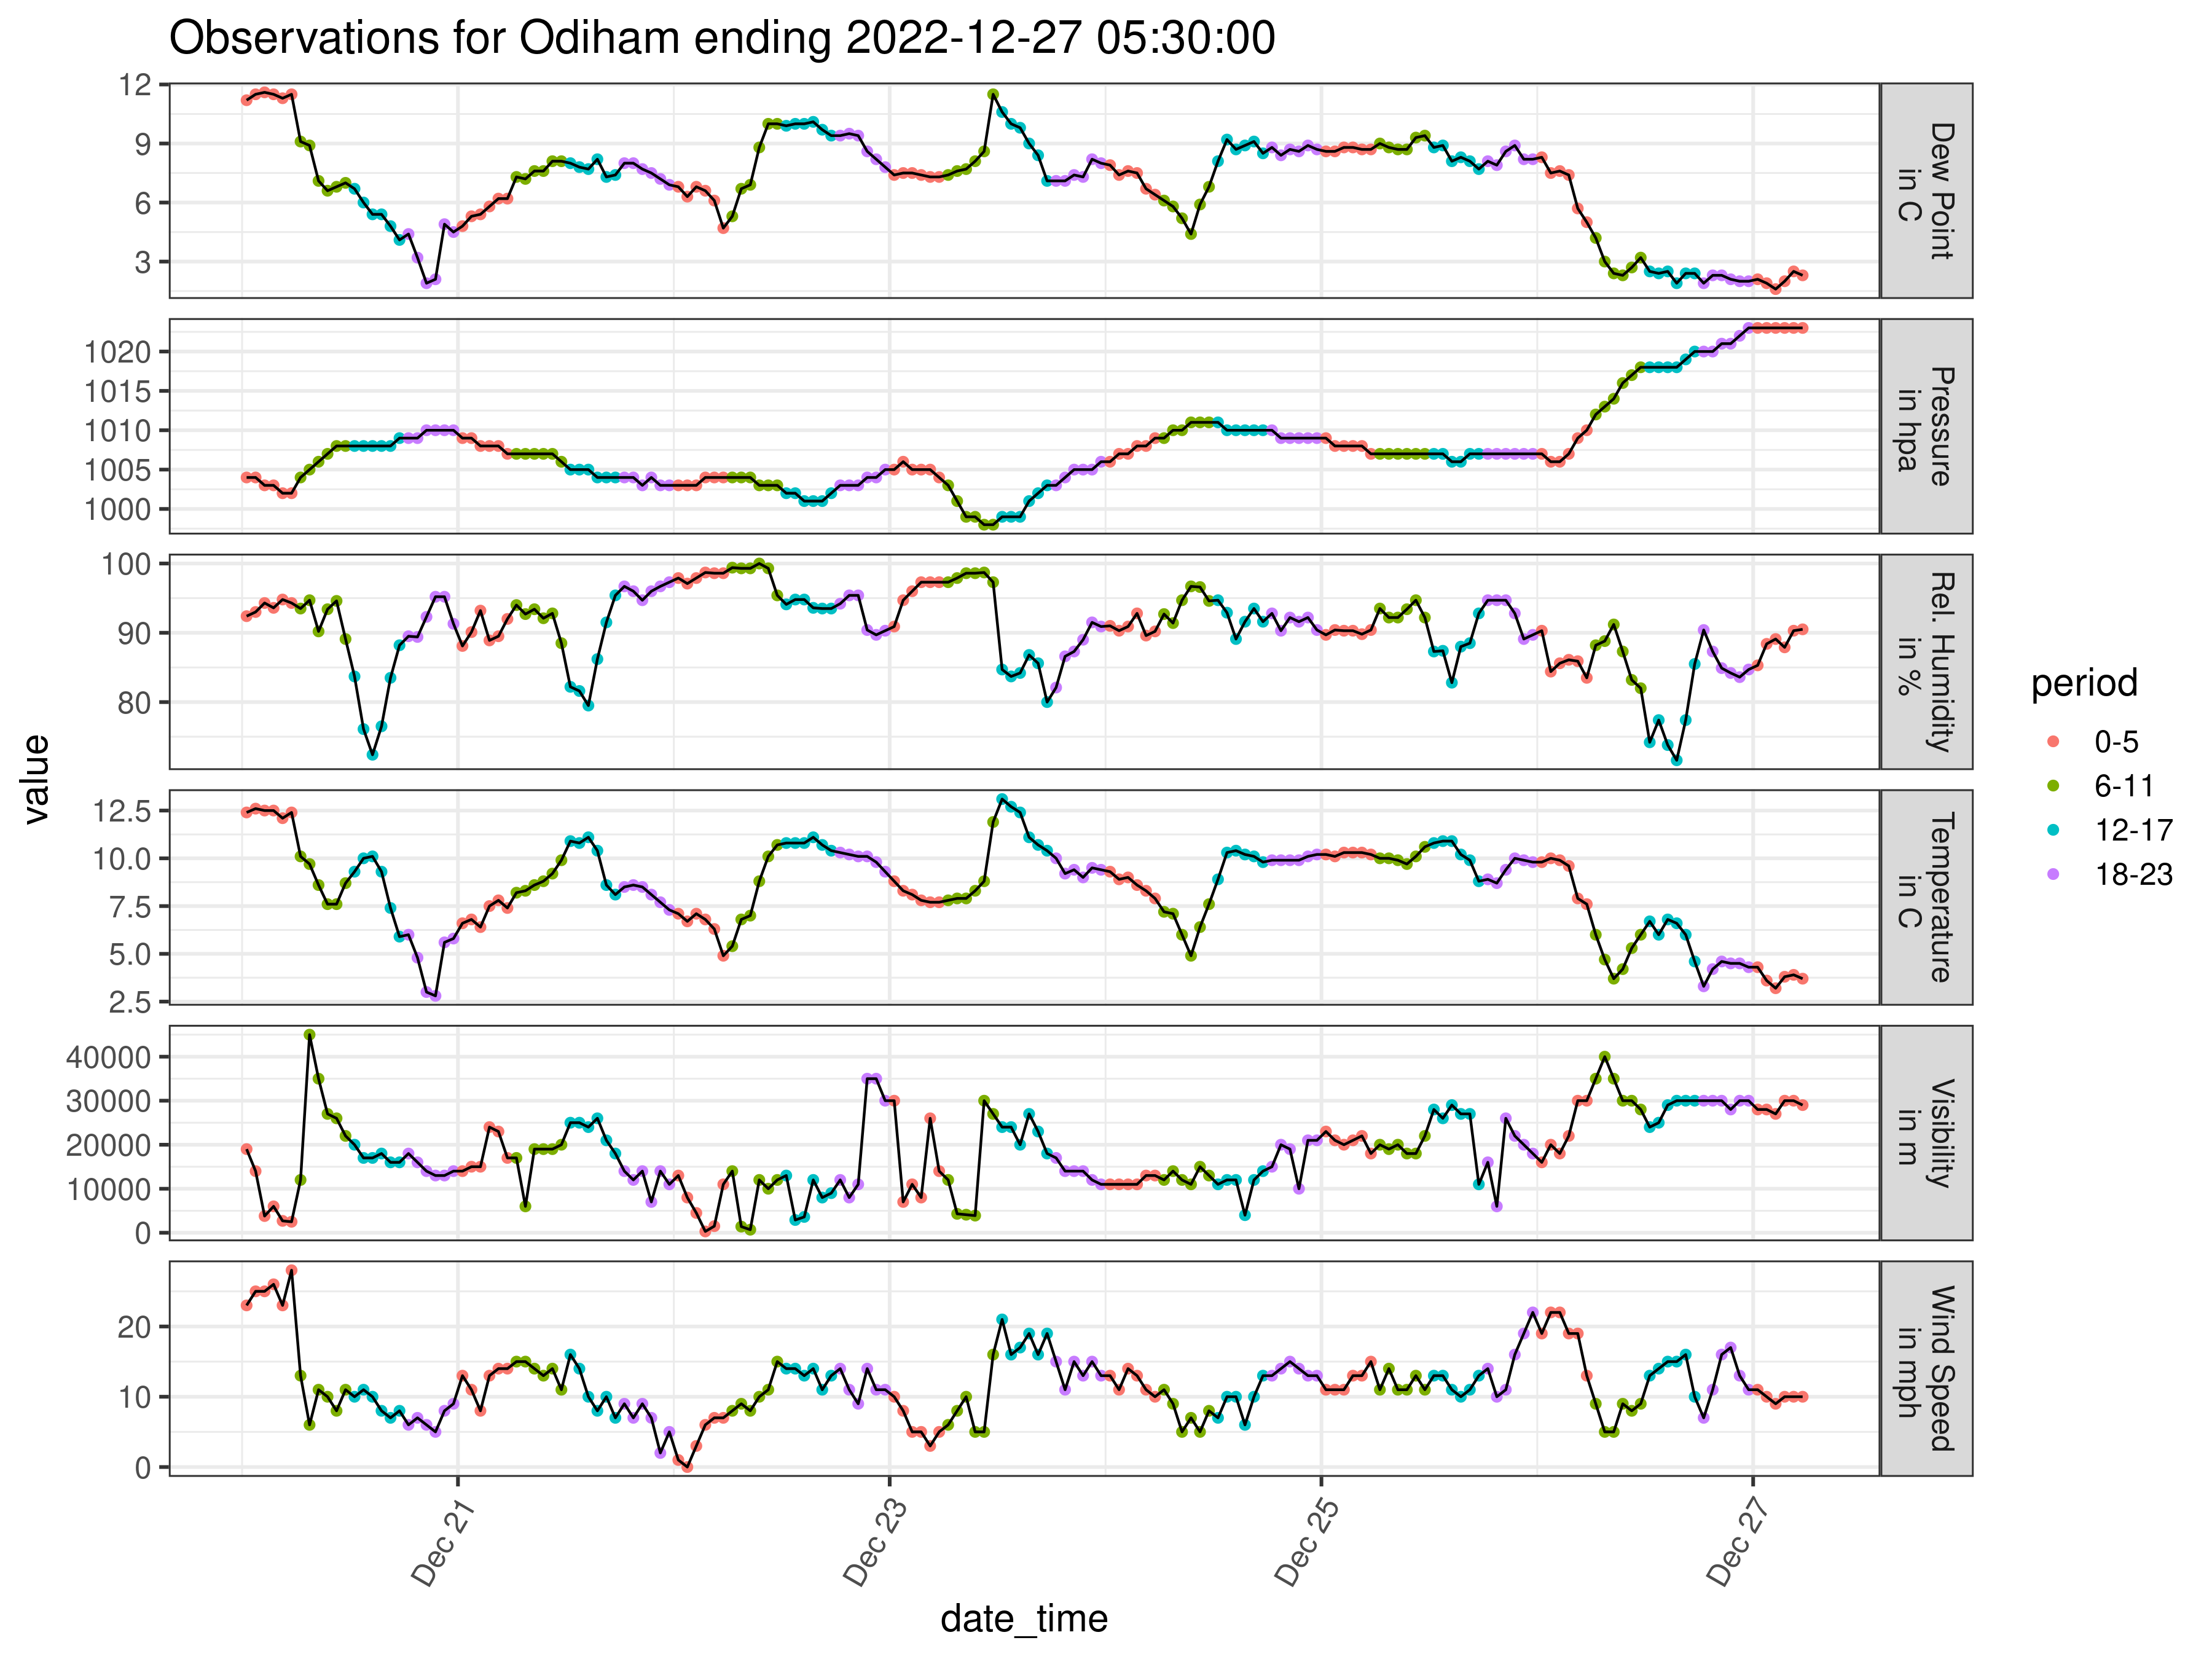 Observations for Odiham ending 2022-12-27 05:30:00
value
12
9
6
3
Dew Point
in C
1020
1015
1010
1005
1000
Pressure
in hpa
100
90
80
Rel. Humidity
in %
12.5
10.0
7.5
5.0
2.5
Temperature
in C
40000
30000
20000
10000
0
Visibility
in m
20
10
0
Wind Speed
in mph
Dec 21
Dec 23
Dec 25
Dec 27
date_time
period
0-5
6-11
12-17
18-23